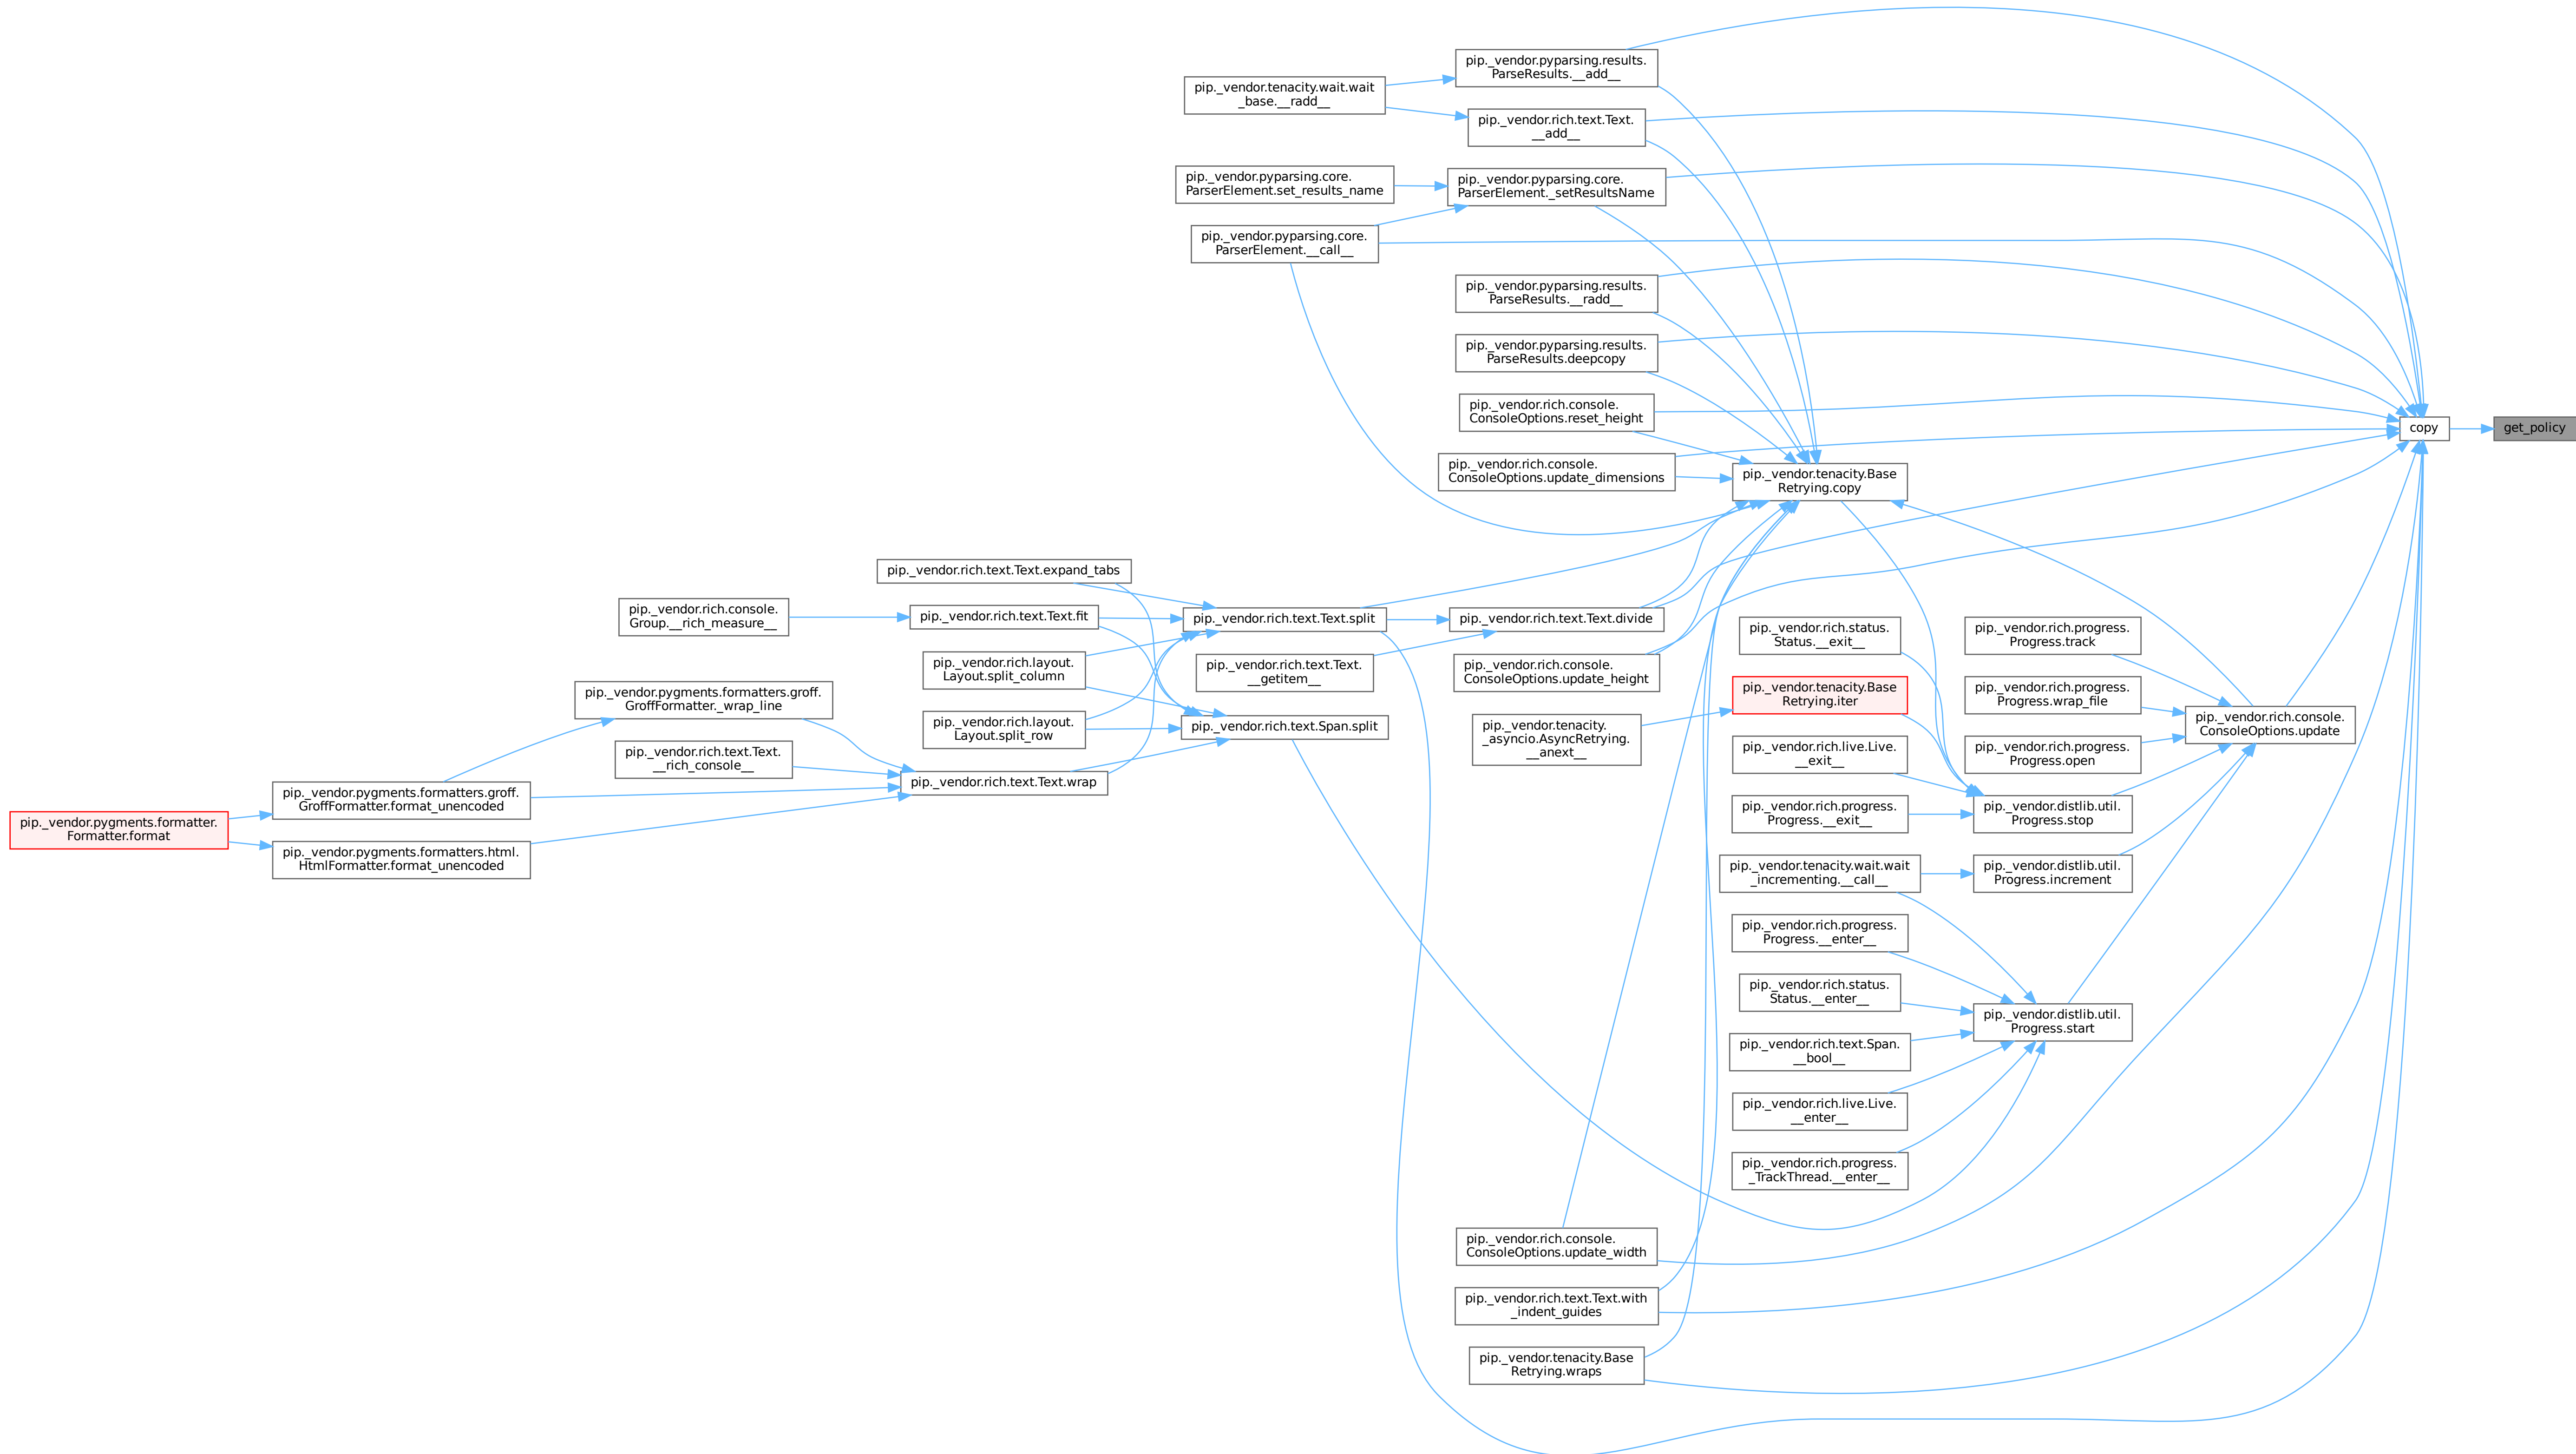 pip._vendor.pyparsing.results.
ParseResults.__add__
pip._vendor.tenacity.wait.wait
_base.__radd__
pip._vendor.rich.text.Text.
__add__
pip._vendor.pyparsing.core.
ParserElement.set_results_name
pip._vendor.pyparsing.core.
ParserElement._setResultsName
pip._vendor.pyparsing.core.
ParserElement.__call__
pip._vendor.pyparsing.results.
ParseResults.__radd__
pip._vendor.pyparsing.results.
ParseResults.deepcopy
pip._vendor.rich.console.
ConsoleOptions.reset_height
copy
get_policy
pip._vendor.rich.console.
ConsoleOptions.update_dimensions
pip._vendor.tenacity.Base
Retrying.copy
pip._vendor.rich.text.Text.expand_tabs
pip._vendor.rich.console.
Group.__rich_measure__
pip._vendor.rich.text.Text.fit
pip._vendor.rich.text.Text.split
pip._vendor.rich.text.Text.divide
pip._vendor.rich.status.
Status.__exit__
pip._vendor.rich.progress.
Progress.track
pip._vendor.rich.layout.
Layout.split_column
pip._vendor.rich.text.Text.
__getitem__
pip._vendor.rich.console.
ConsoleOptions.update_height
pip._vendor.pygments.formatters.groff.
GroffFormatter._wrap_line
pip._vendor.tenacity.Base
Retrying.iter
pip._vendor.rich.progress.
Progress.wrap_file
pip._vendor.rich.layout.
Layout.split_row
pip._vendor.rich.text.Span.split
pip._vendor.tenacity.
_asyncio.AsyncRetrying.
__anext__
pip._vendor.rich.console.
ConsoleOptions.update
pip._vendor.rich.text.Text.
__rich_console__
pip._vendor.rich.live.Live.
__exit__
pip._vendor.rich.progress.
Progress.open
pip._vendor.rich.text.Text.wrap
pip._vendor.pygments.formatters.groff.
GroffFormatter.format_unencoded
pip._vendor.rich.progress.
Progress.__exit__
pip._vendor.distlib.util.
Progress.stop
pip._vendor.pygments.formatter.
Formatter.format
pip._vendor.pygments.formatters.html.
HtmlFormatter.format_unencoded
pip._vendor.tenacity.wait.wait
_incrementing.__call__
pip._vendor.distlib.util.
Progress.increment
pip._vendor.rich.progress.
Progress.__enter__
pip._vendor.rich.status.
Status.__enter__
pip._vendor.distlib.util.
Progress.start
pip._vendor.rich.text.Span.
__bool__
pip._vendor.rich.live.Live.
__enter__
pip._vendor.rich.progress.
_TrackThread.__enter__
pip._vendor.rich.console.
ConsoleOptions.update_width
pip._vendor.rich.text.Text.with
_indent_guides
pip._vendor.tenacity.Base
Retrying.wraps